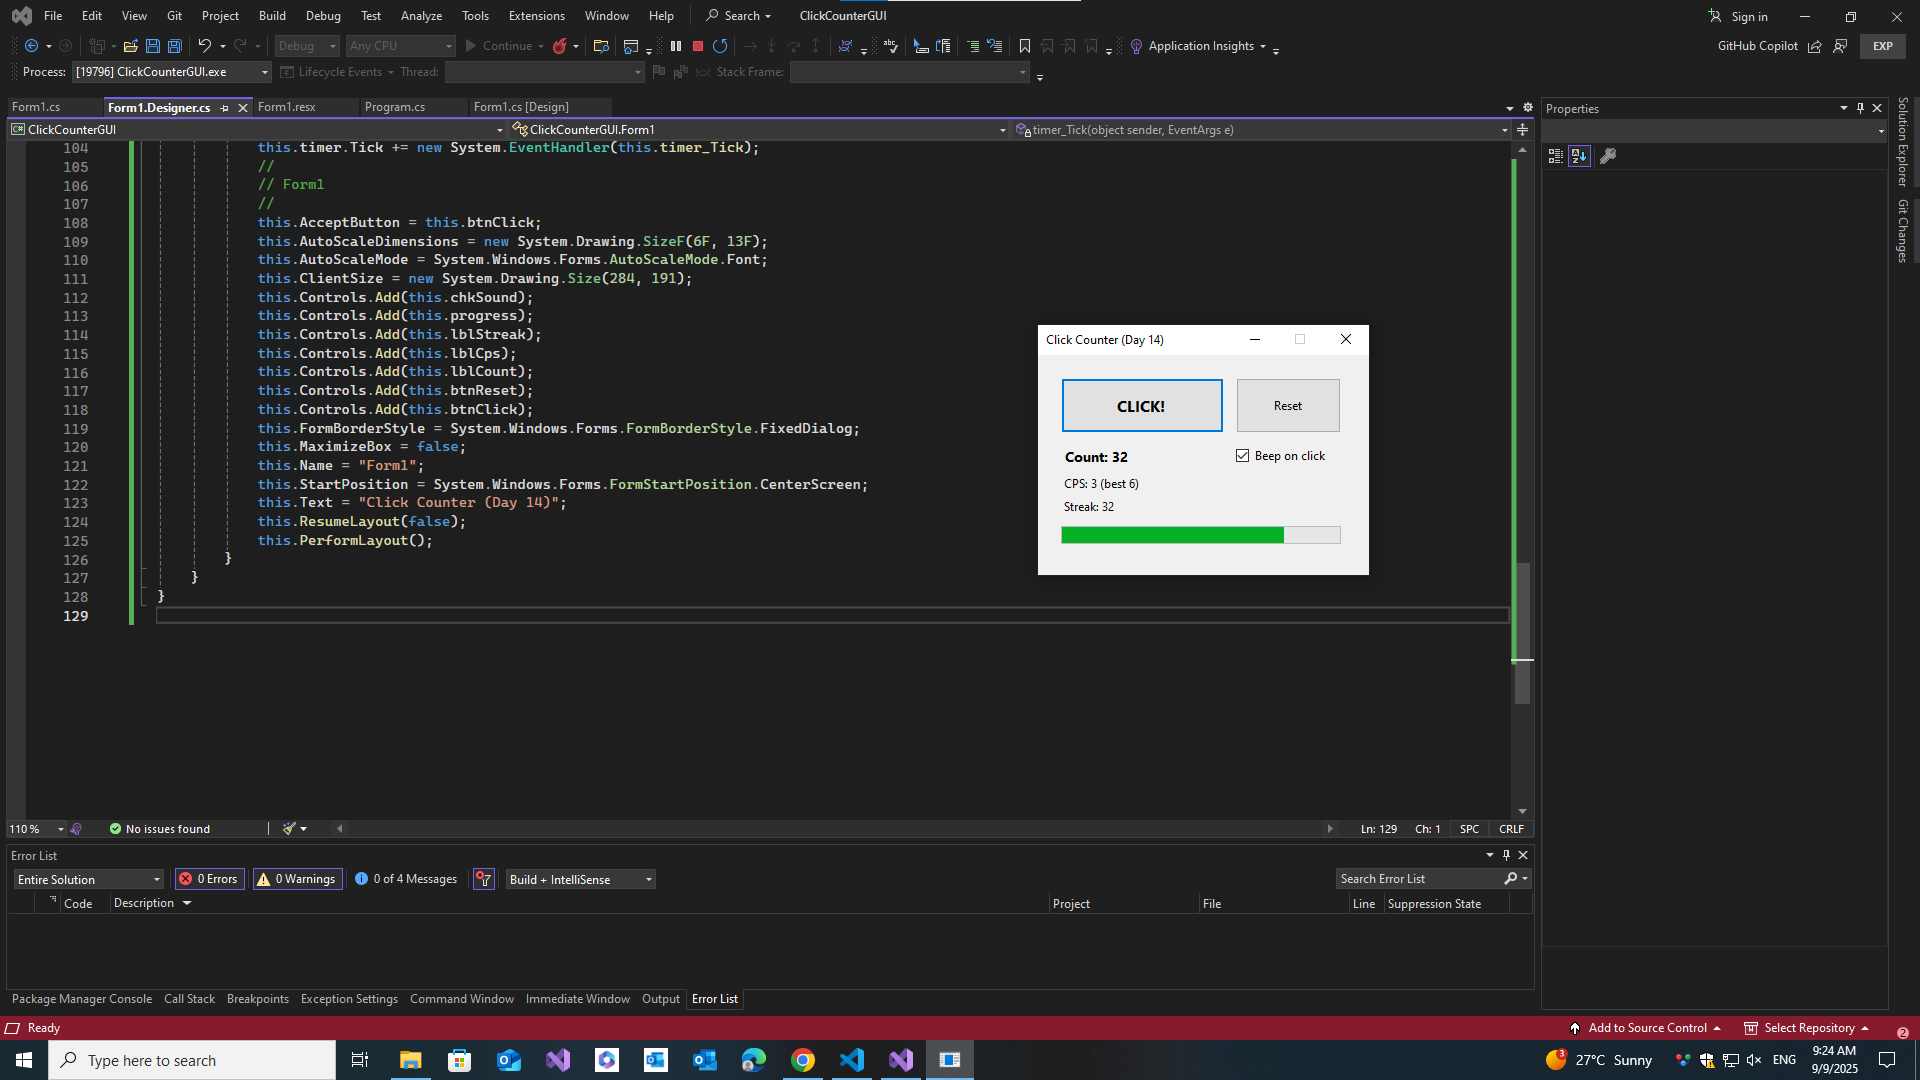 File Edit View Git Project Build Debug Test Analyze Tools Extensions Window Help Search ClickCounterGUI Sign in
Debug Any CPU Continue Application Insights GitHub Copilot EXP
Process: [19796] ClickCounterGUI.exe Lifecycle Events Thread: Stack Frame:
Form1.cs Form1.Designer.cs Form1.resx Program.cs Form1.cs [Design]
ClickCounterGUI ClickCounterGUI.Form1 timer_Tick(object sender, EventArgs e)
104 this.timer.Tick += new System.EventHandler(this.timer_Tick);
105 //
106 // Form1
107 //
108 this.AcceptButton = this.btnClick;
109 this.AutoScaleDimensions = new System.Drawing.SizeF(6F, 13F);
110 this.AutoScaleMode = System.Windows.Forms.AutoScaleMode.Font;
111 this.ClientSize = new System.Drawing.Size(284, 191);
112 this.Controls.Add(this.chkSound);
113 this.Controls.Add(this.progress);
114 this.Controls.Add(this.lblStreak);
115 this.Controls.Add(this.lblCps);
116 this.Controls.Add(this.lblCount);
117 this.Controls.Add(this.btnReset);
118 this.Controls.Add(this.btnClick);
119 this.FormBorderStyle = System.Windows.Forms.FormBorderStyle.FixedDialog;
120 this.MaximizeBox = false;
121 this.Name = "Form1";
122 this.StartPosition = System.Windows.Forms.FormStartPosition.CenterScreen;
123 this.Text = "Click Counter (Day 14)";
124 this.ResumeLayout(false);
125 this.PerformLayout();
126 }
127 }
128 }
129
Click Counter (Day 14)
CLICK! Reset
Count: 32 Beep on click
CPS: 3 (best 6)
Streak: 32
Properties
Solution Explorer
Git Changes
110 % No issues found Ln: 129 Ch: 1 SPC CRLF
Error List
Entire Solution 0 Errors 0 Warnings 0 of 4 Messages Build + IntelliSense Search Error List
Code Description Project File Line Suppression State
Package Manager Console Call Stack Breakpoints Exception Settings Command Window Immediate Window Output Error List
Ready Add to Source Control Select Repository 2
Type here to search 3 27°C Sunny ENG 9:24 AM
9/9/2025